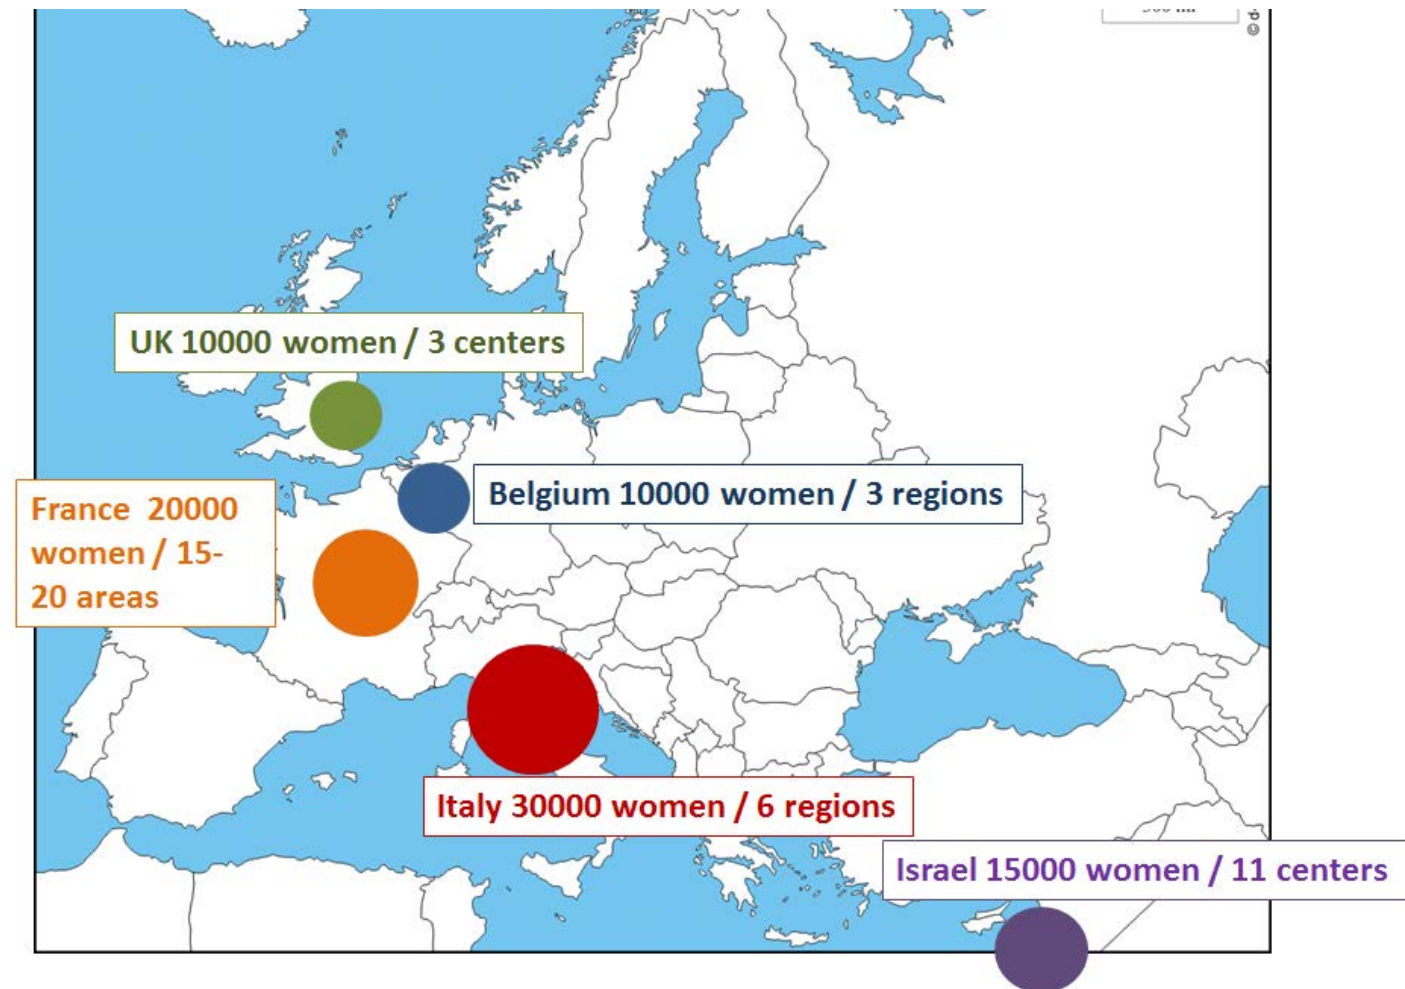 UK 10000 women / 3 centers
Belgium 10000 women / 3 regions
France 20000
women / 15-
20 areas
Italy 30000 women / 6 regions
Israel 15000 women / 11 centers